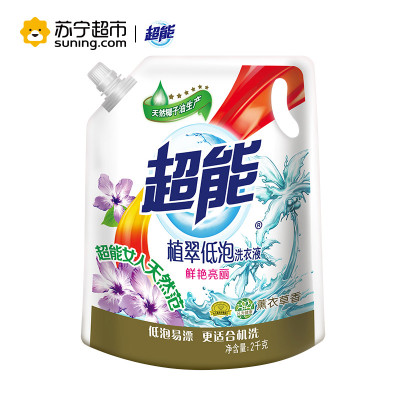 苏宁超市
suning.com
超能
天然椰子油生产
超能
®
植翠低泡洗衣液
鲜艳亮丽
超能女人天然范
薰衣草香
低泡易漂 更适合机洗
净含量:2千克